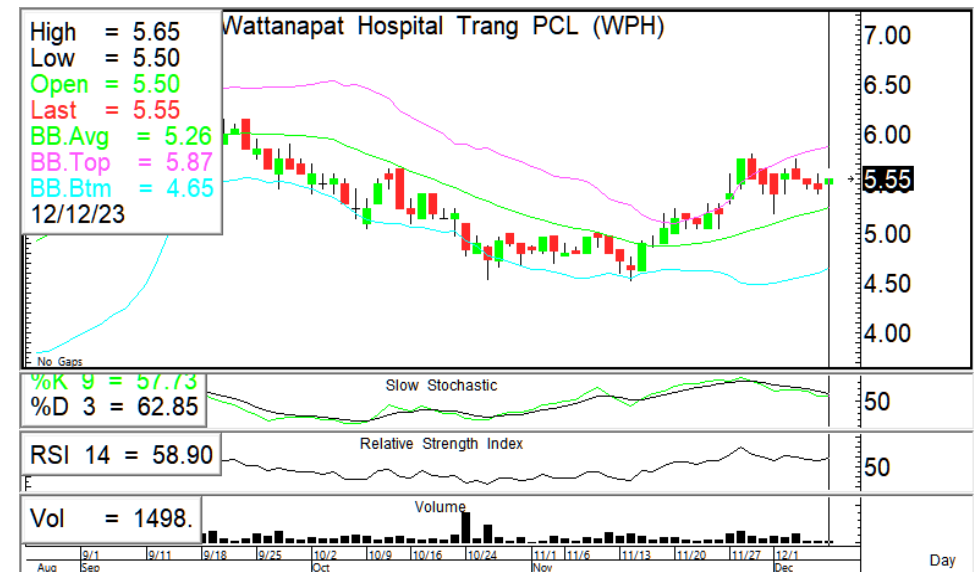 Wattanapat Hospital Trang PCL (WPH)
High = 5.65
Low = 5.50
Open = 5.50
Last = 5.55
BB.Avg = 5.26
BB.Top = 5.87
BB.Btm = 4.65
12/12/23
7.00
6.50
6.00
5.55
5.00
4.50
4.00
No Gaps
%K 9 = 57.73
%D 3 = 62.85
Slow Stochastic
50
RSI 14 = 58.90
Relative Strength Index
50
Vol = 1498.
Volume
9/1 9/11 9/18 9/25 10/2 10/9 10/16 10/24 11/1 11/6 11/13 11/20 11/27 12/1
Aug Sep Oct Nov Dec
Day